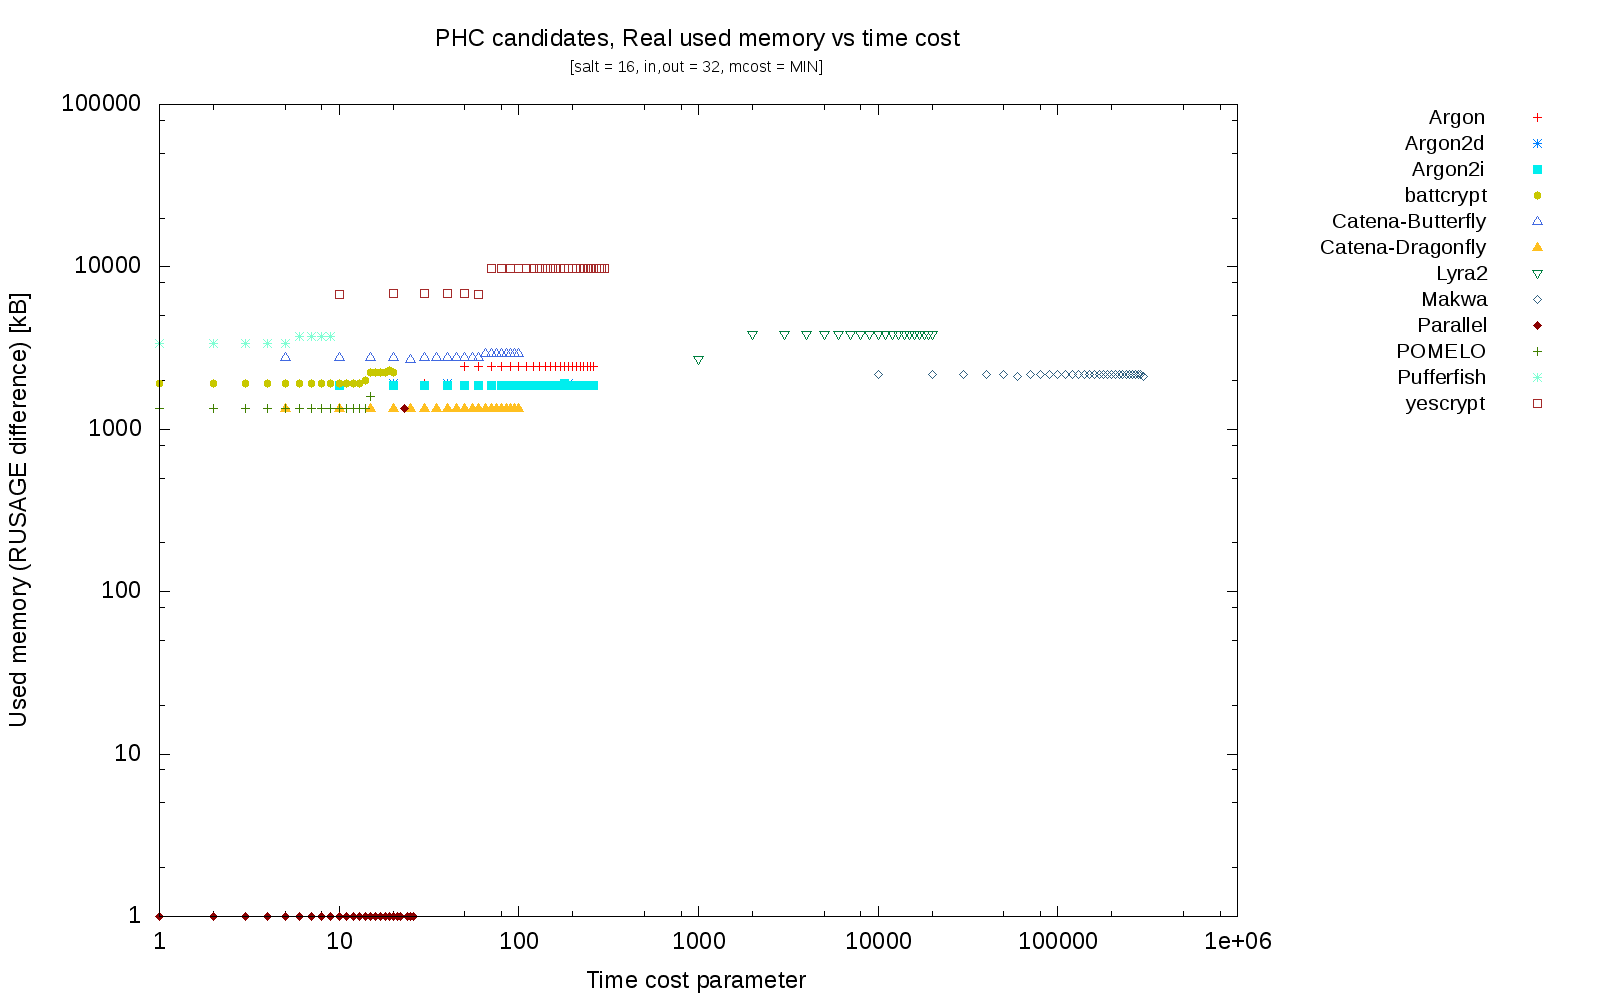 PHC candidates, Real used memory vs time cost
[salt = 16, in,out = 32, mcost = MIN]
100000
10000
1000
100
10
1
Used memory (RUSAGE difference) [kB]
1 10 100 1000 10000 100000 1e+06
Time cost parameter
Argon
Argon2d
Argon2i
battcrypt
Catena-Butterfly
Catena-Dragonfly
Lyra2
Makwa
Parallel
POMELO
Pufferfish
yescrypt